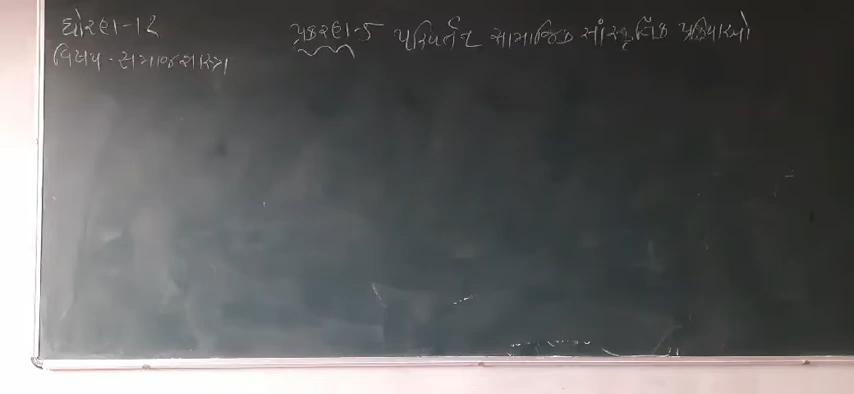 ધોરણ-12
પ્રકરણ-5 પરિવર્તન સામાજિક સાંસ્કૃતિક પ્રક્રિયાઓ
વિષય - સમાજશાસ્ત્ર